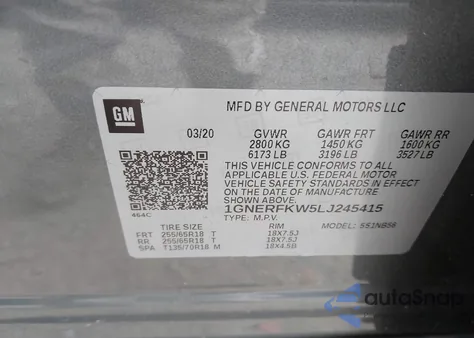 GM
MFD BY GENERAL MOTORS LLC
03/20 GVWR GAWR FRT GAWR RR
2800 KG 1450 KG 1600 KG
6173 LB 3196 LB 3527 LB
THIS VEHICLE CONFORMS TO ALL
APPLICABLE U.S. FEDERAL MOTOR
VEHICLE SAFETY STANDARDS IN
EFFECT ON THE DATE OF
MANUFACTURE SHOWN ABOVE.
1GNERFKW5LJ245415
464C TYPE: M.P.V. MODEL:
TIRE SIZE RIM
FRT 255/65R18 T 18X7.5J
RR 255/65R18 T 18X7.5J
SPA T135/70R18 M 18X4.5B
autoSnap